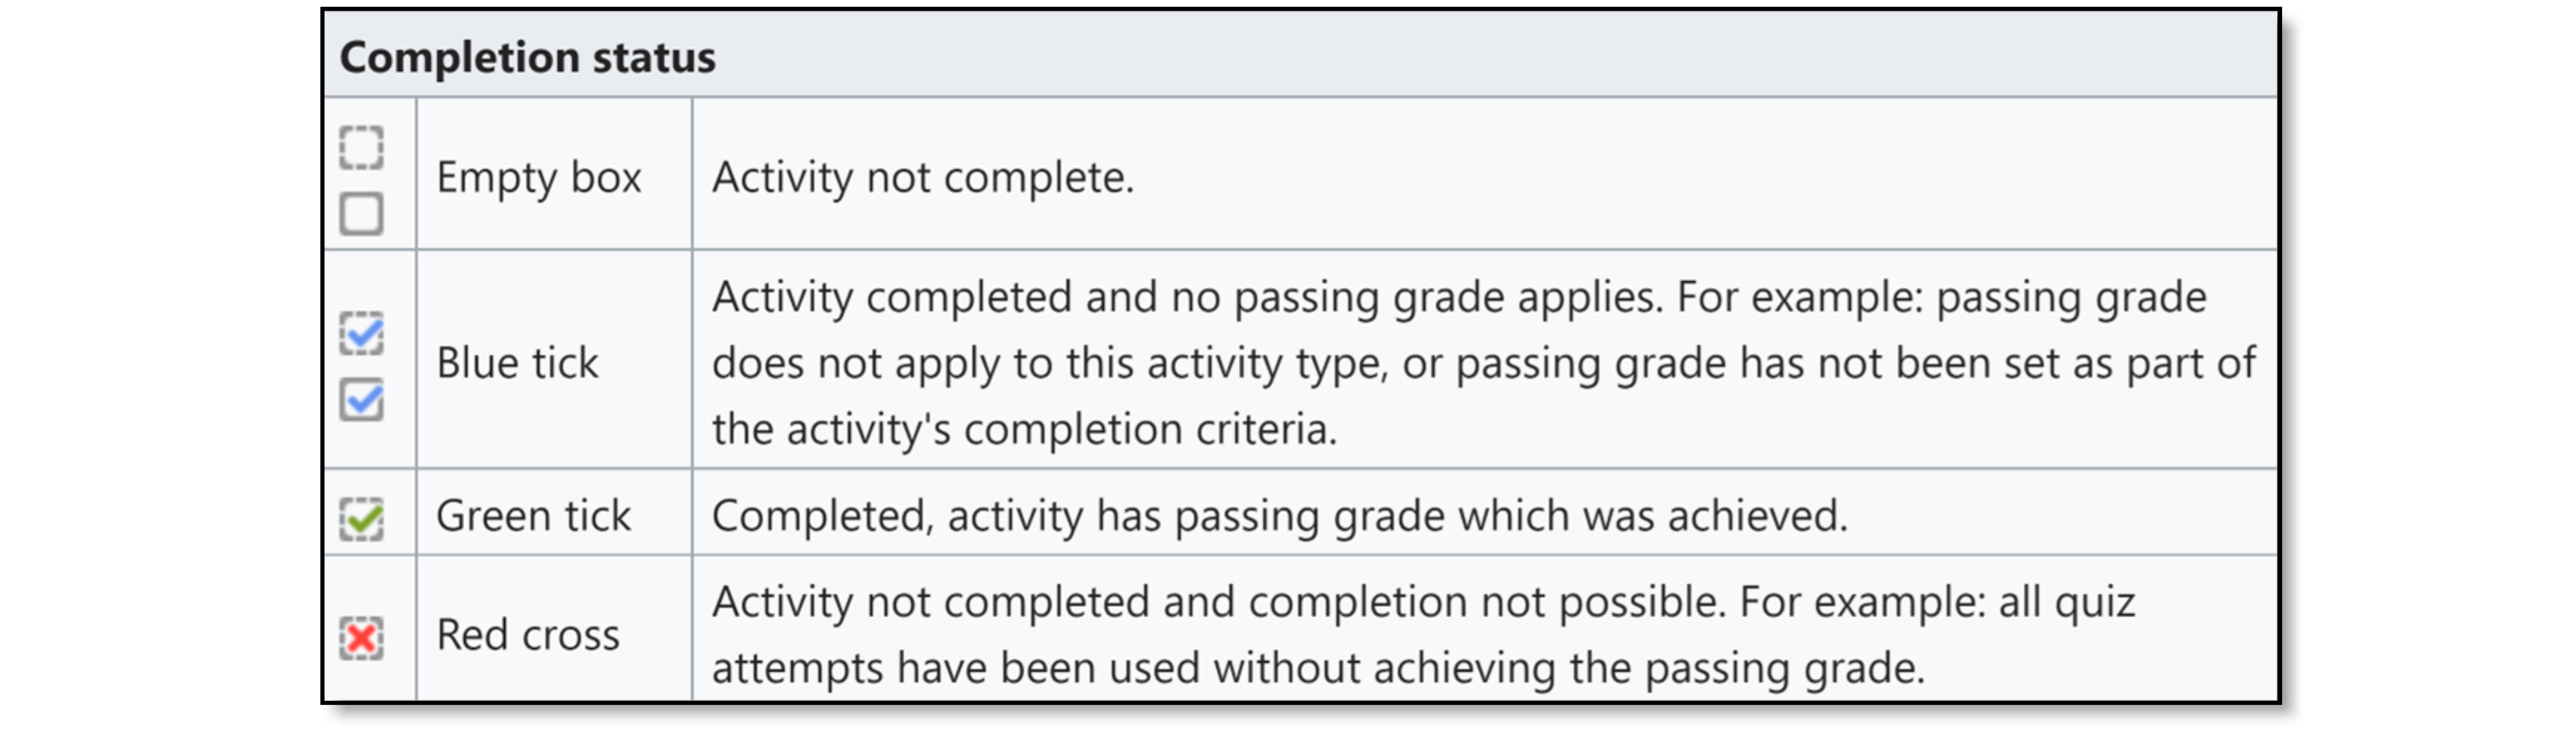 Completion status
Empty box
Activity not complete.
Blue tick
Activity completed and no passing grade applies. For example: passing grade
does not apply to this activity type, or passing grade has not been set as part of
the activity's completion criteria.
Green tick
Completed, activity has passing grade which was achieved.
Red cross
Activity not completed and completion not possible. For example: all quiz
attempts have been used without achieving the passing grade.